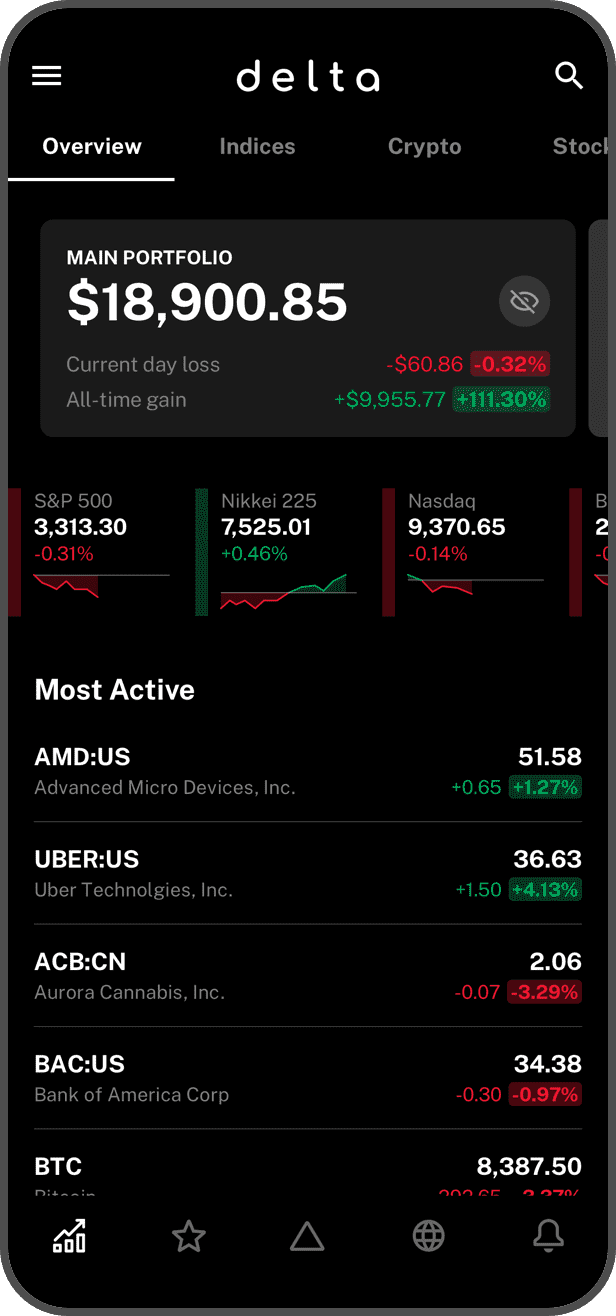 delta
Overview Indices Crypto Stock
MAIN PORTFOLIO
$18,900.85
Current day loss -$60.86 -0.32%
All-time gain +$9,955.77 +111.30%
S&P 500 Nikkei 225 Nasdaq B
3,313.30 7,525.01 9,370.65 2
-0.31% +0.46% -0.14%
Most Active
AMD:US 51.58
Advanced Micro Devices, Inc. +0.65 +1.27%
UBER:US 36.63
Uber Technolgies, Inc. +1.50 +4.13%
ACB:CN 2.06
Aurora Cannabis, Inc. -0.07 -3.29%
BAC:US 34.38
Bank of America Corp -0.30 -0.97%
BTC 8,387.50
Bitcoin